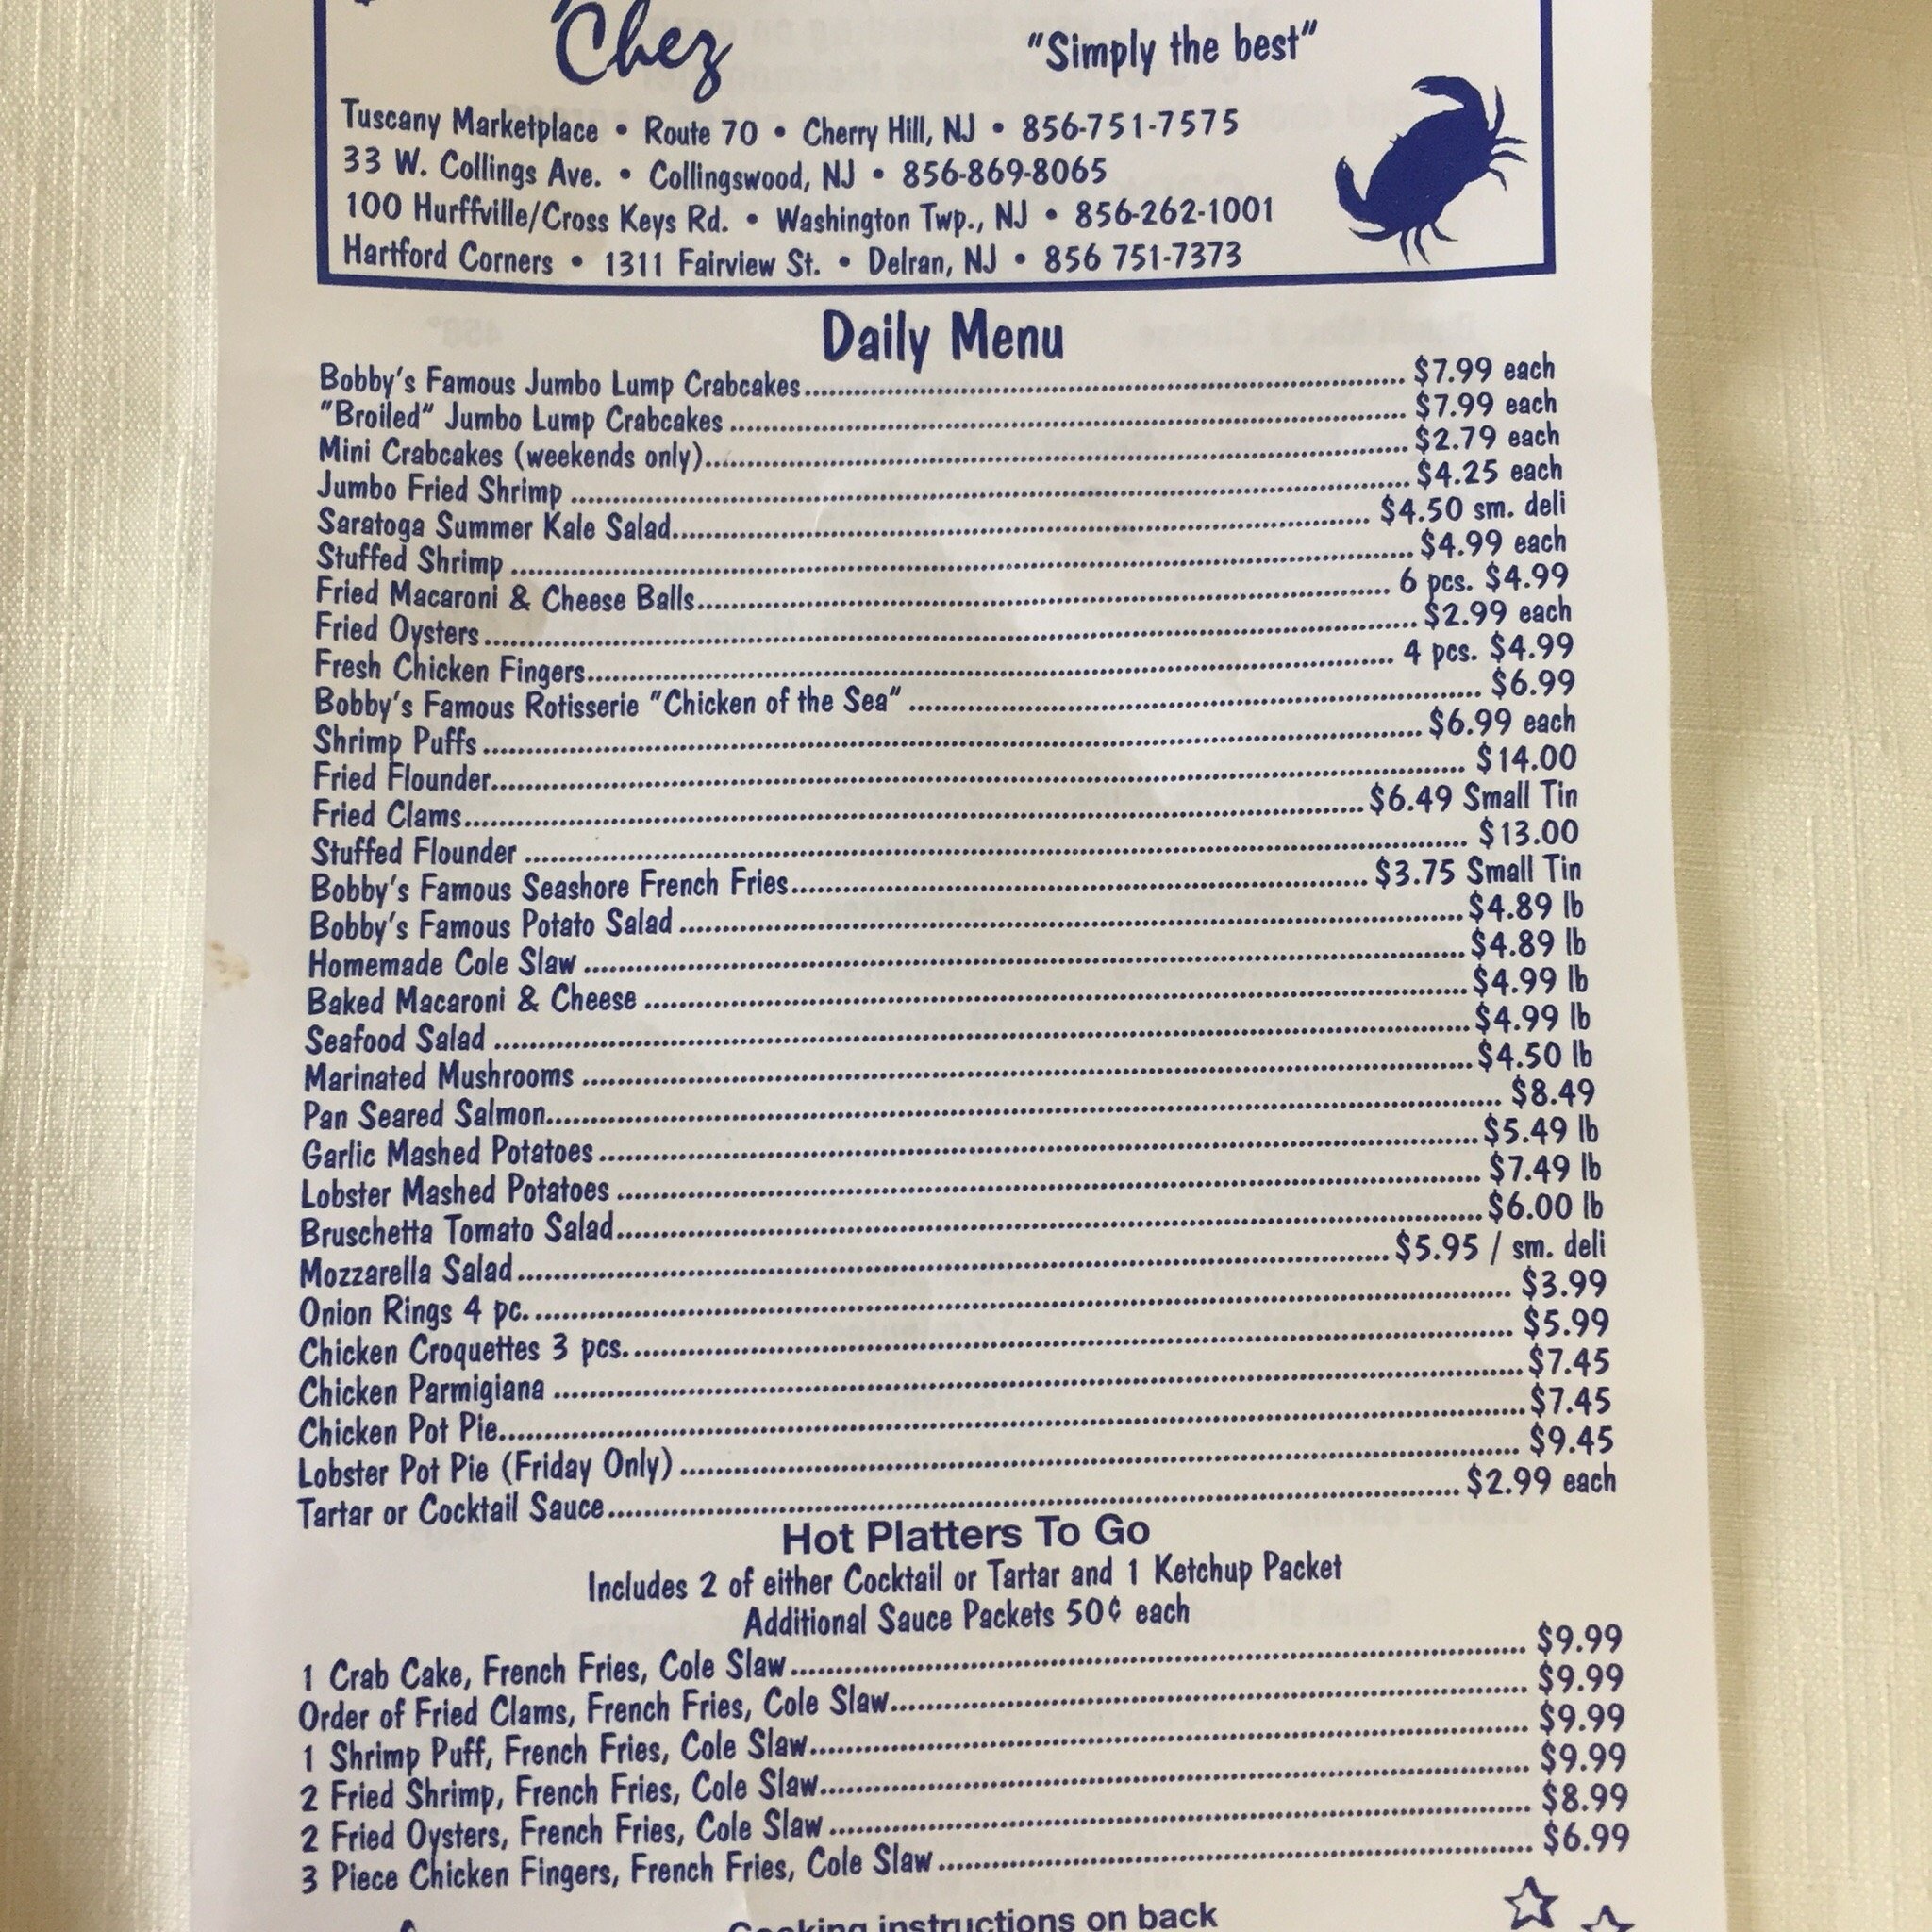 Chez
"Simply the best"
Tuscany Marketplace • Route 70 • Cherry Hill, NJ • 856-751-7575
33 W. Collings Ave. • Collingswood, NJ • 856-869-8065
100 Hurffville/Cross Keys Rd. • Washington Twp., NJ • 856-262-1001
Hartford Corners • 1311 Fairview St. • Delran, NJ • 856 751-7373
Daily Menu
Bobby's Famous Jumbo Lump Crabcakes $7.99 each
"Broiled" Jumbo Lump Crabcakes $7.99 each
Mini Crabcakes (weekends only) $2.79 each
Jumbo Fried Shrimp $4.25 each
Saratoga Summer Kale Salad $4.50 sm. deli
Stuffed Shrimp $4.99 each
Fried Macaroni & Cheese Balls 6 pcs. $4.99
Fried Oysters $2.99 each
Fresh Chicken Fingers 4 pcs. $4.99
Bobby's Famous Rotisserie "Chicken of the Sea" $6.99
Shrimp Puffs $6.99 each
Fried Flounder $14.00
Fried Clams $6.49 Small Tin
Stuffed Flounder $13.00
Bobby's Famous Seashore French Fries $3.75 Small Tin
Bobby's Famous Potato Salad $4.89 lb
Homemade Cole Slaw $4.89 lb
Baked Macaroni & Cheese $4.99 lb
Seafood Salad $4.99 lb
Marinated Mushrooms $4.50 lb
Pan Seared Salmon $8.49
Garlic Mashed Potatoes $5.49 lb
Lobster Mashed Potatoes $7.49 lb
Bruschetta Tomato Salad $6.00 lb
Mozzarella Salad $5.95 / sm. deli
Onion Rings 4 pc. $3.99
Chicken Croquettes 3 pcs. $5.99
Chicken Parmigiana $7.45
Chicken Pot Pie $7.45
Lobster Pot Pie (Friday Only) $9.45
Tartar or Cocktail Sauce $2.99 each
Hot Platters To Go
Includes 2 of either Cocktail or Tartar and 1 Ketchup Packet
Additional Sauce Packets 50¢ each
1 Crab Cake, French Fries, Cole Slaw $9.99
Order of Fried Clams, French Fries, Cole Slaw $9.99
1 Shrimp Puff, French Fries, Cole Slaw $9.99
2 Fried Shrimp, French Fries, Cole Slaw $9.99
2 Fried Oysters, French Fries, Cole Slaw $8.99
3 Piece Chicken Fingers, French Fries, Cole Slaw $6.99
Cooking instructions on back